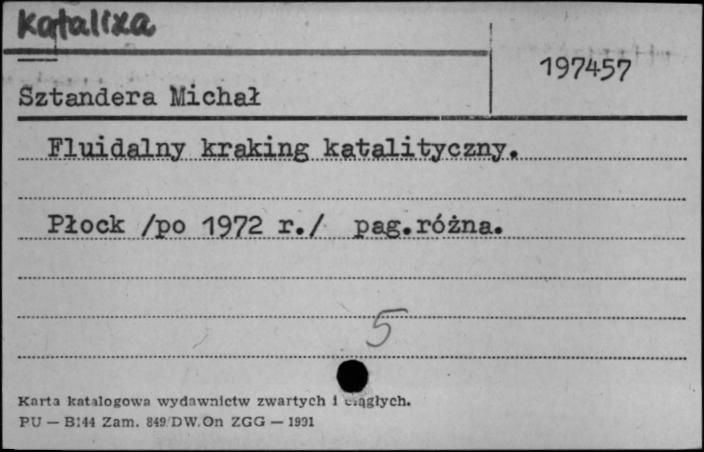 Kataliza
197457
Sztandera Michał
Fluidalny kraking katalityczny.
Płock /po 1972 r./ pag.różna.
5
Karta katalogowa wydawnictw zwartych i ciągłych.
PU — B144 Zam. 849/DW.On ZGG — 1991